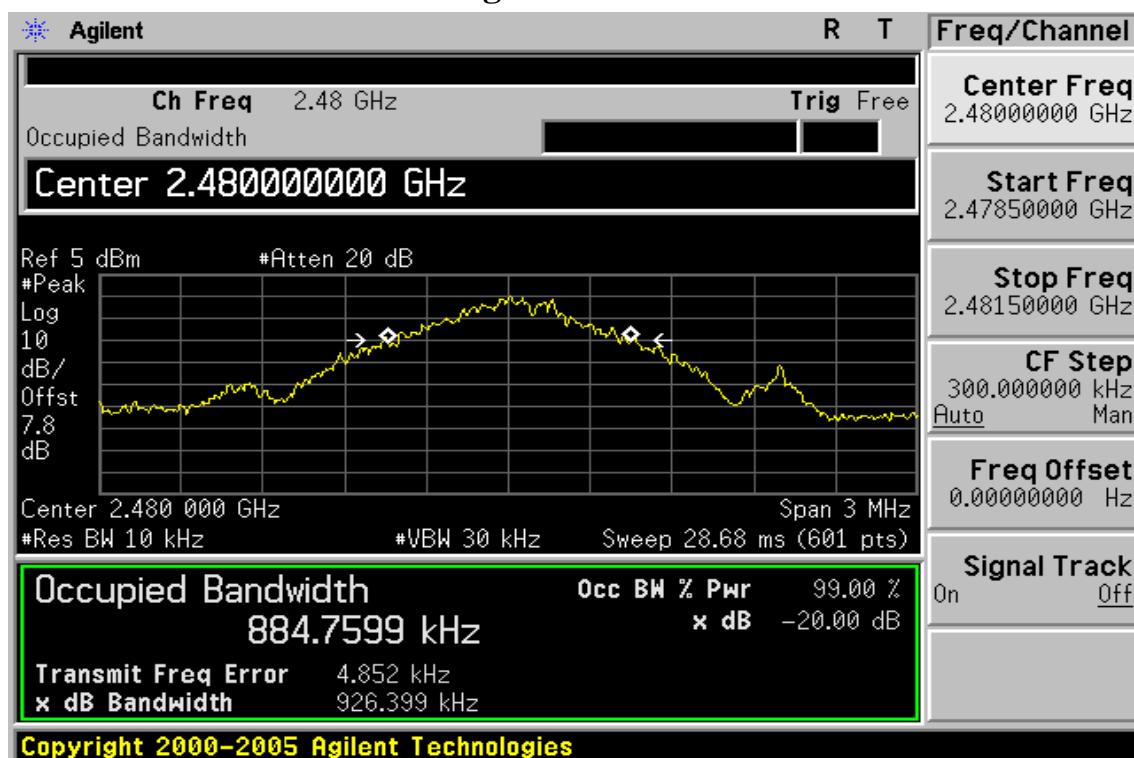 Agilent R T
Ch Freq 2.48 GHz Trig Free
Occupied Bandwidth
Center 2.480000000 GHz
Ref 5 dBm #Atten 20 dB
#Peak
Log
10
dB/
Offst
7.8
dB
Center 2.480 000 GHz Span 3 MHz
#Res BW 10 kHz #VBW 30 kHz Sweep 28.68 ms (601 pts)
Occupied Bandwidth Occ BW % Pwr 99.00 %
884.7599 kHz x dB -20.00 dB
Transmit Freq Error 4.852 kHz
x dB Bandwidth 926.399 kHz
Copyright 2000-2005 Agilent Technologies
Freq/Channel
Center Freq
2.48000000 GHz
Start Freq
2.47850000 GHz
Stop Freq
2.48150000 GHz
CF Step
300.000000 kHz
Auto Man
Freq Offset
0.00000000 Hz
Signal Track
On Off